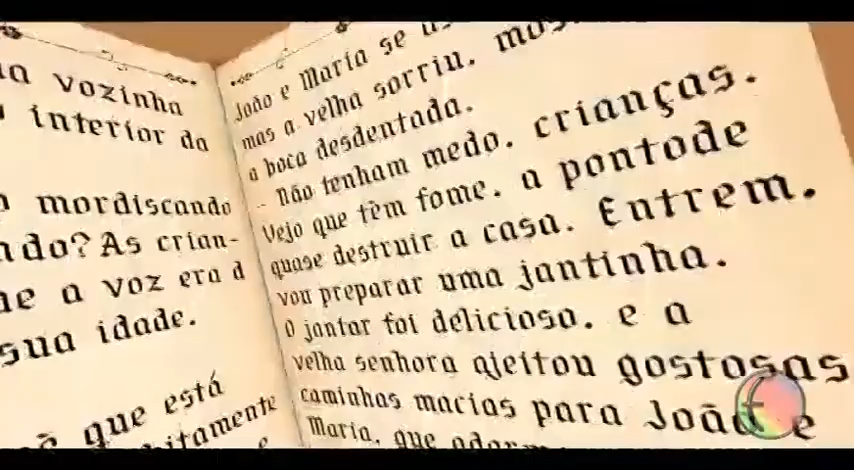 vozinha
interior da
mordiscando
As crian-
a voz era d
sua idade.
que está
e
João e Maria se
mas a velha sorriu,
a boca desdentada.
- Não tenham medo, crianças.
Vejo que têm fome, a pontode
quase destruir a casa. Entrem.
vou preparar uma jantinha.
O jantar foi delicioso, e a
velha senhora ajeitou gostosas
caminhas macias para João e
Maria, que